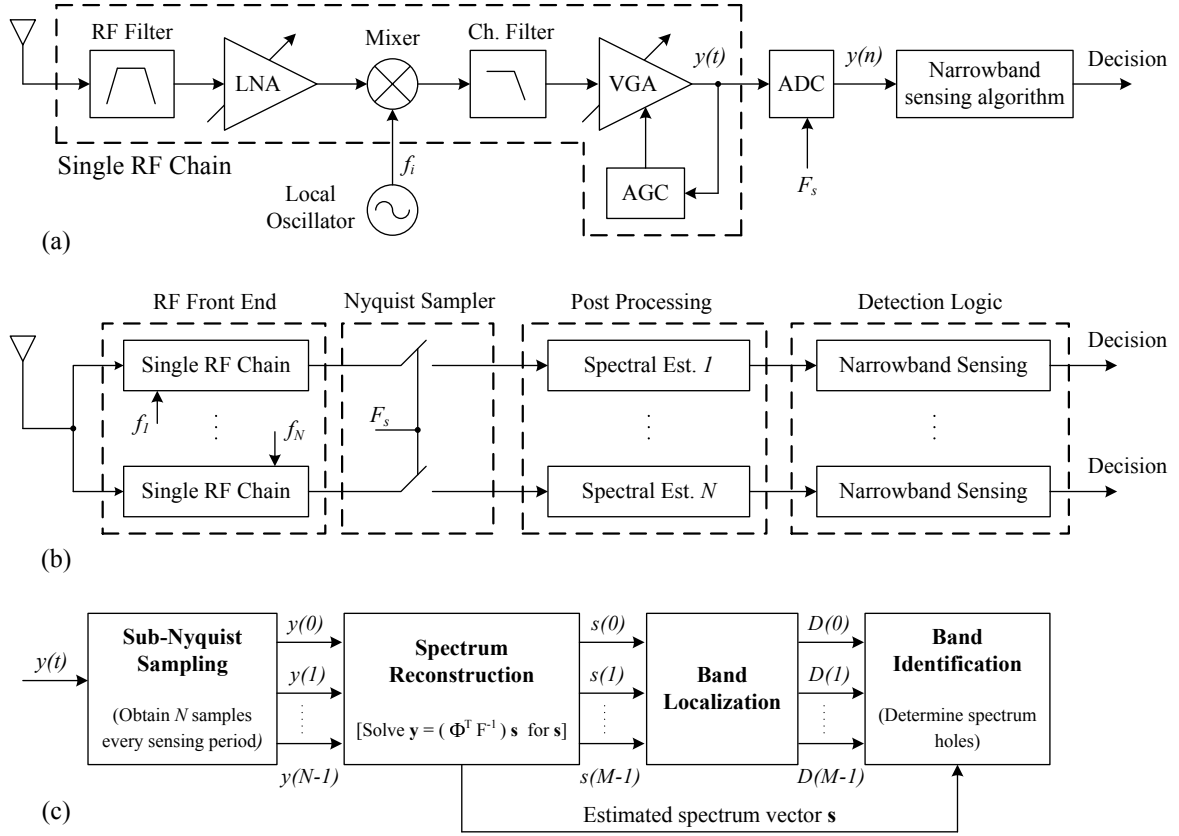 RF Filter
LNA
Mixer
Ch. Filter
VGA
y(t)
ADC
y(n)
Narrowband
sensing algorithm
Decision
Single RF Chain
f_i
Local
Oscillator
AGC
F_s
(a)
RF Front End
Nyquist Sampler
Post Processing
Detection Logic
Single RF Chain
f_1
Spectral Est. 1
Narrowband Sensing
Decision
F_s
f_N
Single RF Chain
Spectral Est. N
Narrowband Sensing
Decision
(b)
y(t)
Sub-Nyquist
Sampling
(Obtain N samples
every sensing period)
y(0)
y(1)
y(N-1)
Spectrum
Reconstruction
[Solve y = ( Φ^T F^-1 ) s for s]
s(0)
s(1)
s(M-1)
Band
Localization
D(0)
D(1)
D(M-1)
Band
Identification
(Determine spectrum
holes)
Estimated spectrum vector s
(c)